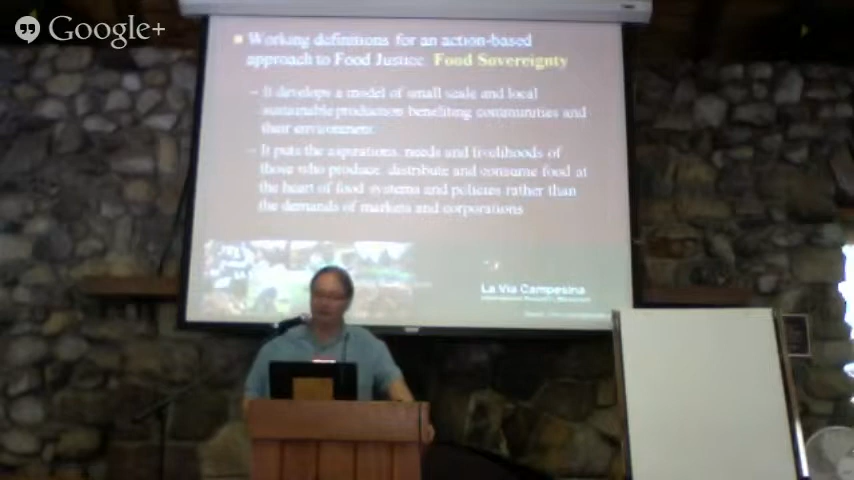 Google+
Working definitions for an action-based
approach to Food Justice Food Sovereignty
– It develops a model of small scale and local
sustainable production benefiting communities and
their environment
– It puts the aspirations, needs and livelihoods of
those who produce, distribute and consume food at
the heart of food systems and policies rather than
the demands of markets and corporations
La Via Campesina